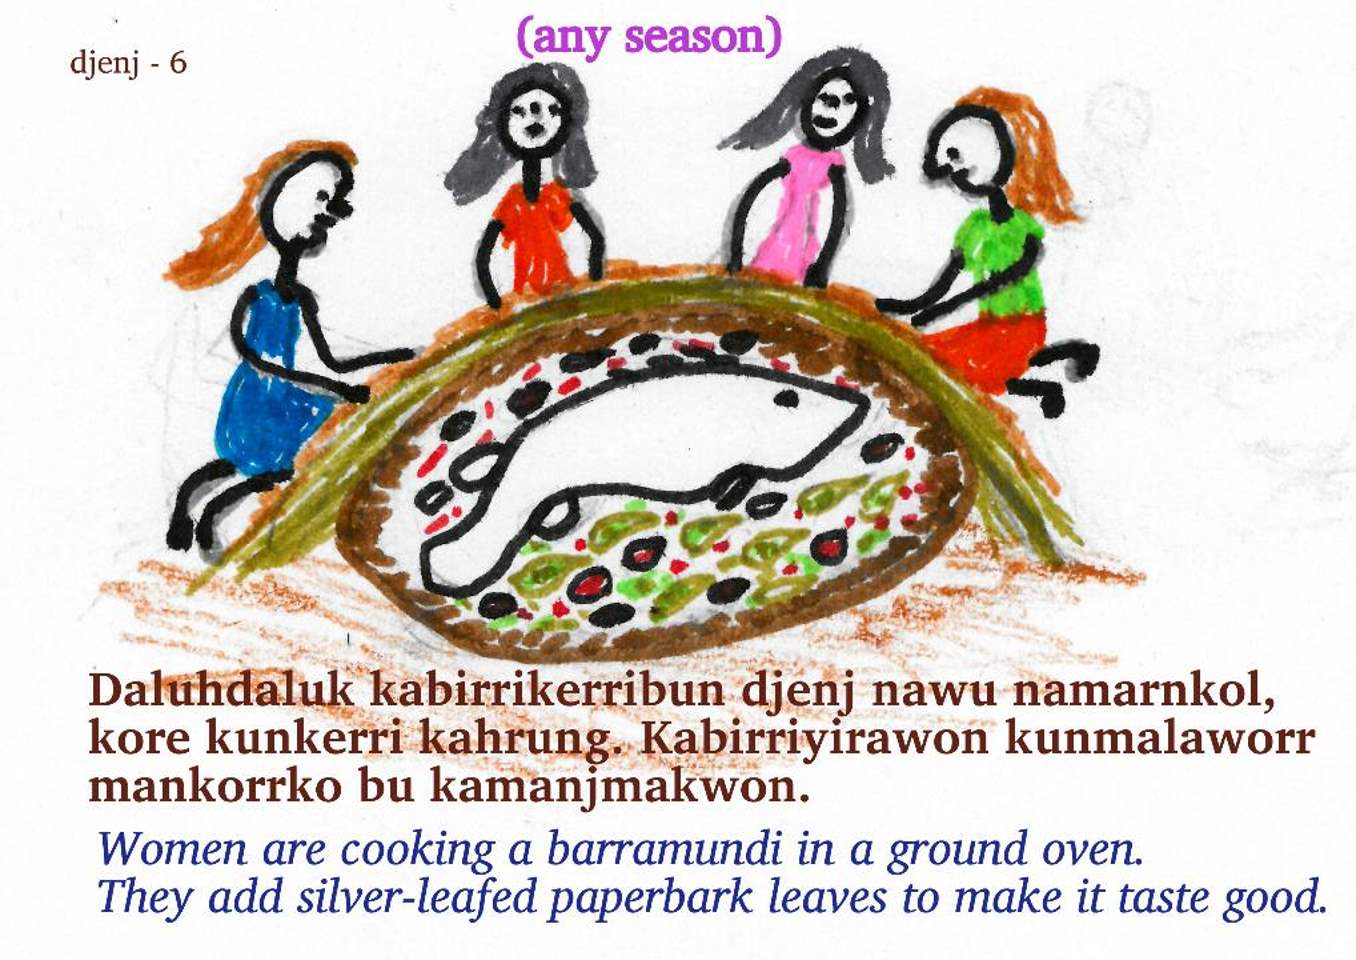 (any season)
djenj - 6
Daluhdaluk kabirrikerribun djenj nawu namarnkol,
kore kunkerri kahrung. Kabirriyirawon kunmalaworr
mankorrko bu kamanjmakwon.
Women are cooking a barramundi in a ground oven.
They add silver-leafed paperbark leaves to make it taste good.